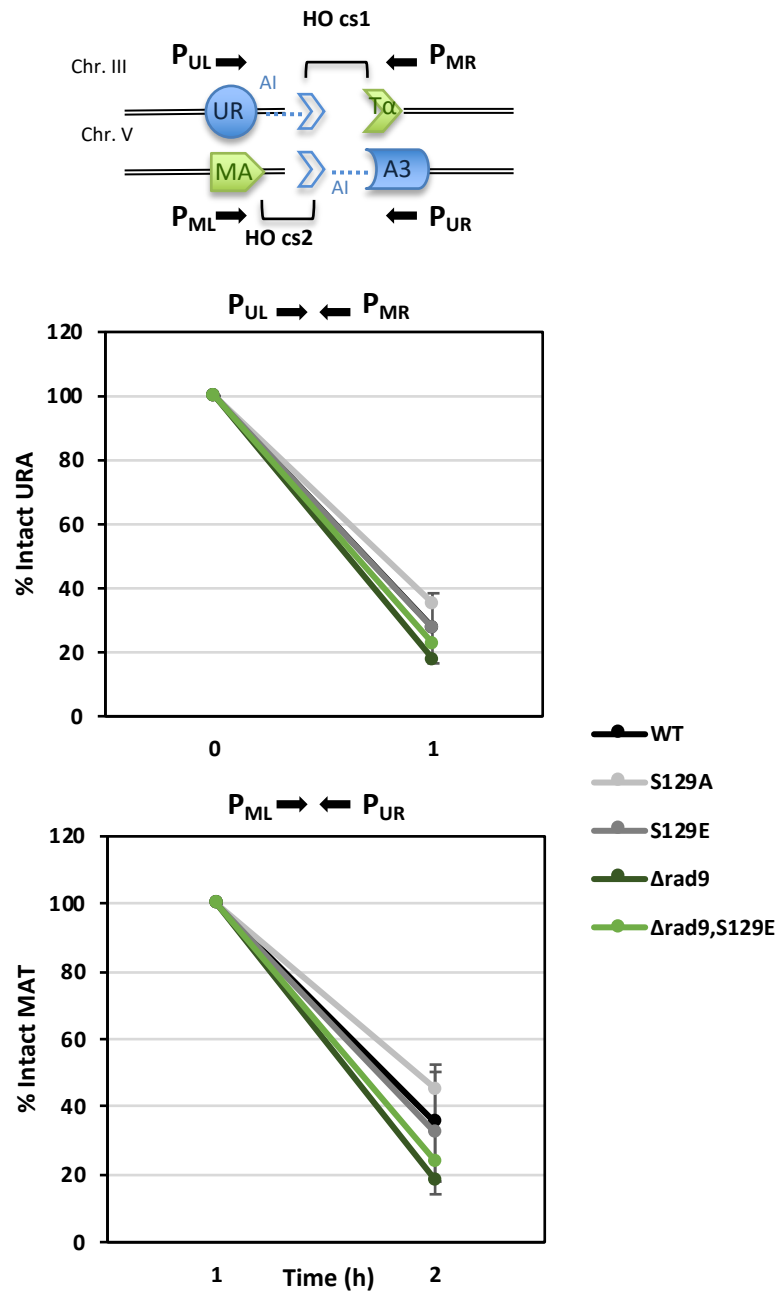 HO cs1
PUL PMR
Chr. III
AI
UR Tα
Chr. V
MA A3
AI
PML PUR
HO cs2
PUL PMR
120
100
80
60
40
20
0
% Intact URA
0 1
WT
S129A
S129E
Δrad9
Δrad9,S129E
PML PUR
120
100
80
60
40
20
0
% Intact MAT
1 Time (h) 2